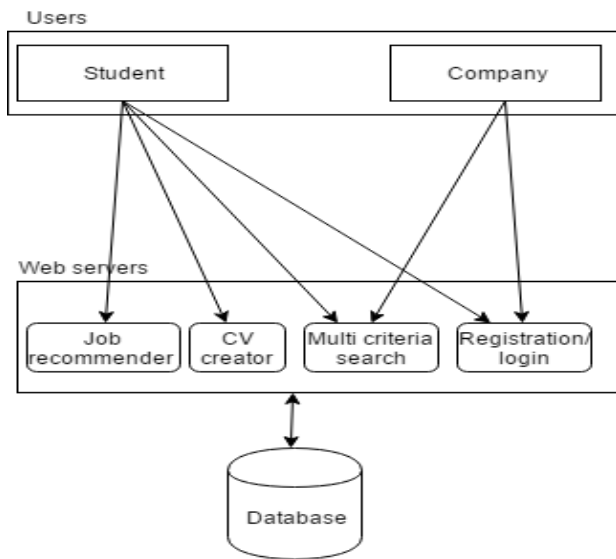 Users
Student
Company
Web servers
Job
recommender
CV
creator
Multi criteria
search
Registration/
login
Database